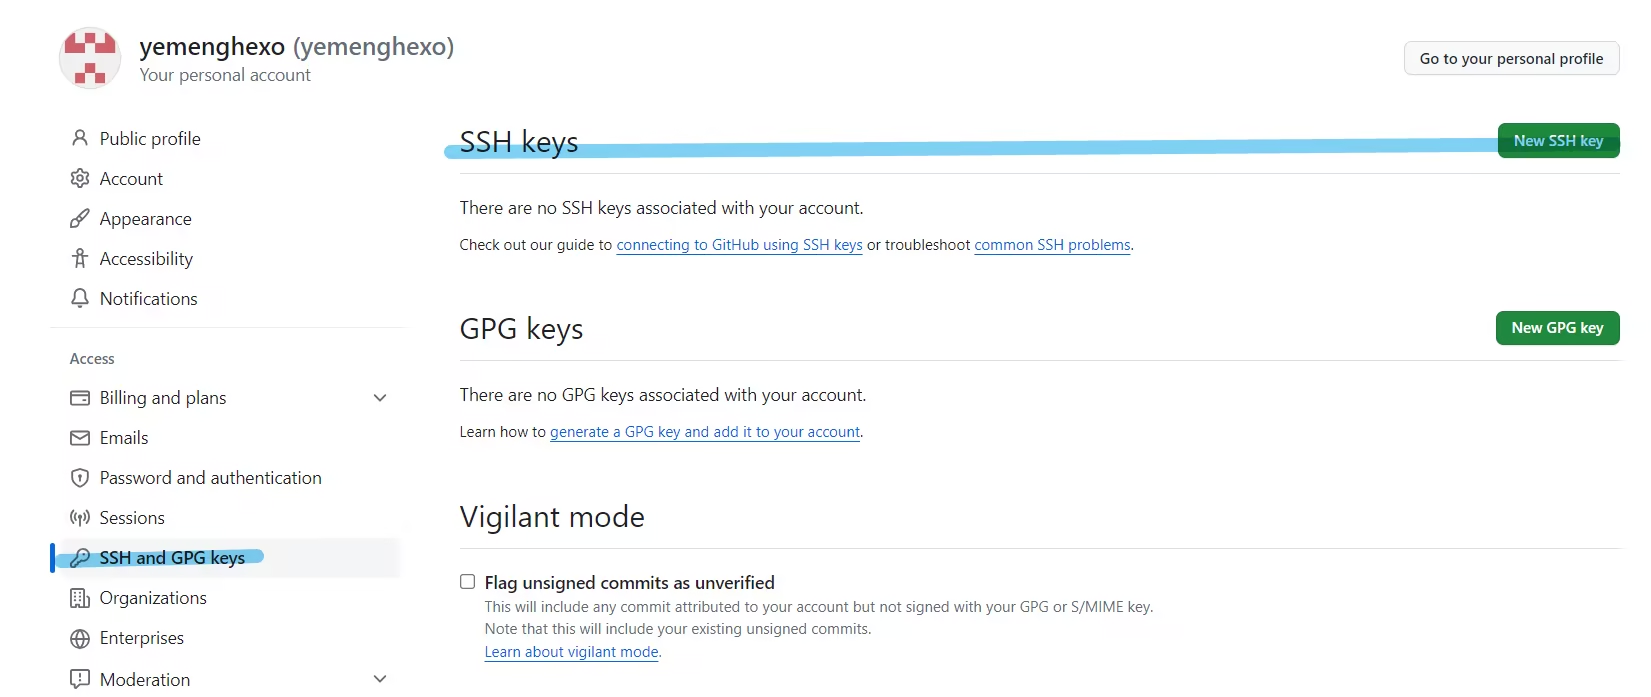 yemenghexo (yemenghexo)
Your personal account
Go to your personal profile
Public profile
Account
Appearance
Accessibility
Notifications
Access
Billing and plans
Emails
Password and authentication
Sessions
SSH and GPG keys
Organizations
Enterprises
Moderation
SSH keys
New SSH key
There are no SSH keys associated with your account.
Check out our guide to connecting to GitHub using SSH keys or troubleshoot common SSH problems.
GPG keys
New GPG key
There are no GPG keys associated with your account.
Learn how to generate a GPG key and add it to your account.
Vigilant mode
Flag unsigned commits as unverified
This will include any commit attributed to your account but not signed with your GPG or S/MIME key.
Note that this will include your existing unsigned commits.
Learn about vigilant mode.